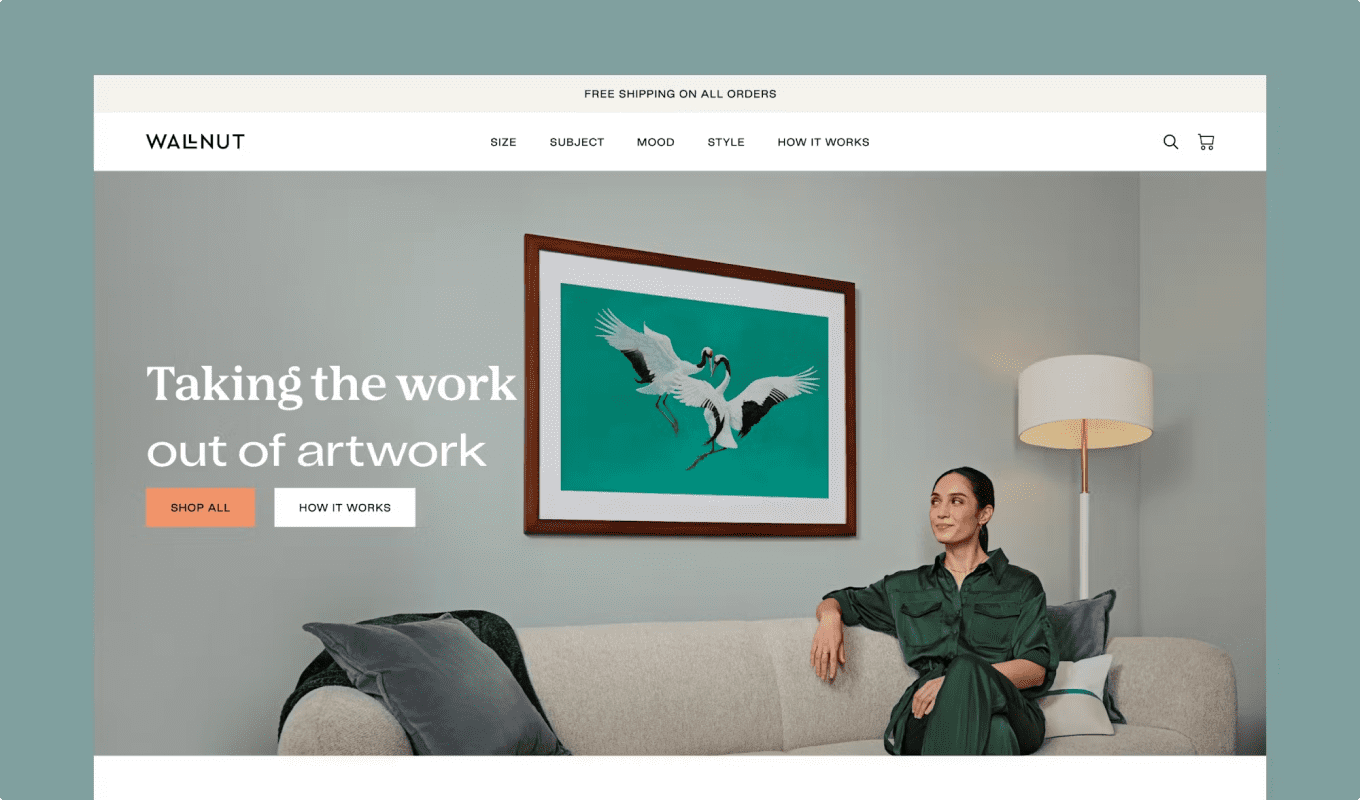 FREE SHIPPING ON ALL ORDERS
WALLNUT
SIZE
SUBJECT
MOOD
STYLE
HOW IT WORKS
Taking the work
out of artwork
SHOP ALL
HOW IT WORKS